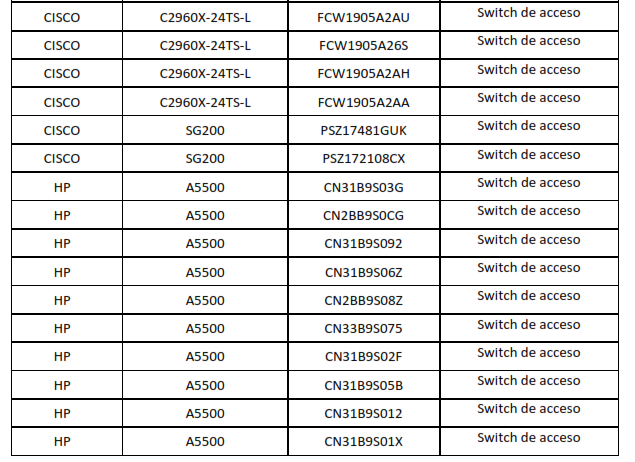 CISCO C2960X-24TS-L FCW1905A2AU Switch de acceso
CISCO C2960X-24TS-L FCW1905A26S Switch de acceso
CISCO C2960X-24TS-L FCW1905A2AH Switch de acceso
CISCO C2960X-24TS-L FCW1905A2AA Switch de acceso
CISCO SG200 PSZ17481GUK Switch de acceso
CISCO SG200 PSZ172108CX Switch de acceso
HP A5500 CN31B9S03G Switch de acceso
HP A5500 CN2BB9S0CG Switch de acceso
HP A5500 CN31B9S092 Switch de acceso
HP A5500 CN31B9S06Z Switch de acceso
HP A5500 CN2BB9S08Z Switch de acceso
HP A5500 CN33B9S075 Switch de acceso
HP A5500 CN31B9S02F Switch de acceso
HP A5500 CN31B9S05B Switch de acceso
HP A5500 CN31B9S012 Switch de acceso
HP A5500 CN31B9S01X Switch de acceso